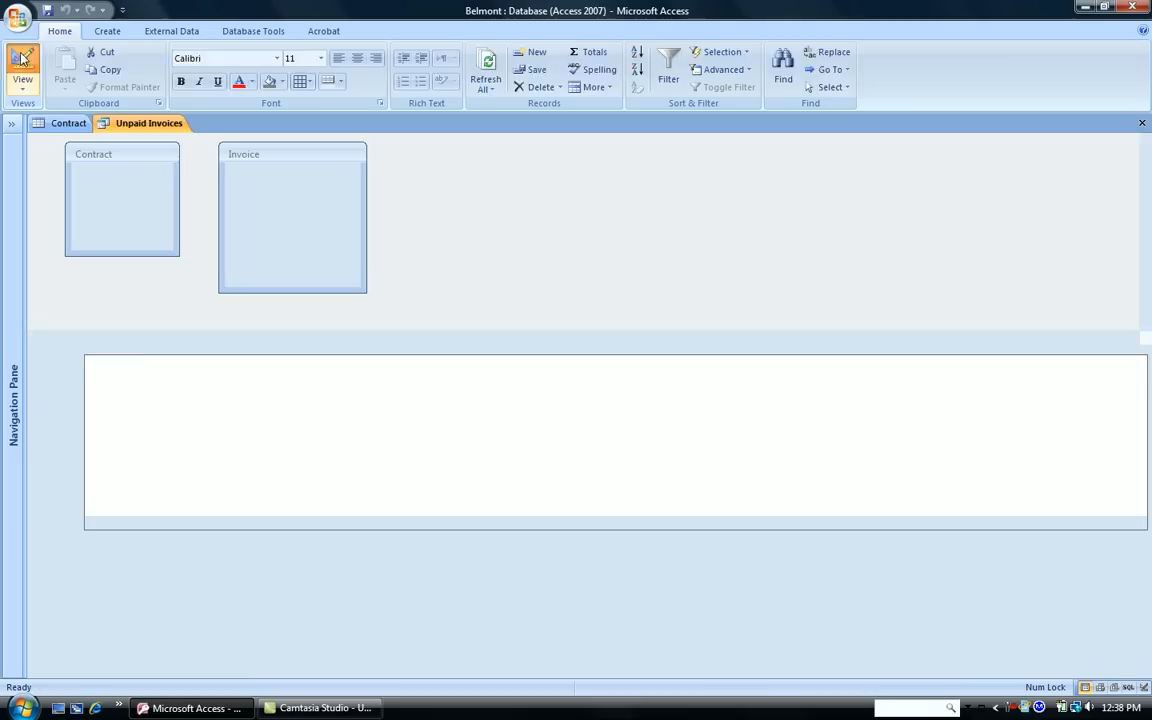 Belmont : Database (Access 2007) - Microsoft Access
Home Create External Data Database Tools Acrobat
View
Views
Paste
Cut
Copy
Format Painter
Clipboard
Calibri 11
B I U A
Font
Rich Text
Refresh All
New
Save
Delete
Totals
Spelling
More
Records
Filter
Selection
Advanced
Toggle Filter
Sort & Filter
Find
Replace
Go To
Select
Find
Contract Unpaid Invoices
Contract
Invoice
Navigation Pane
Ready
Num Lock
SQL
Microsoft Access - ...
Camtasia Studio - U...
12:38 PM